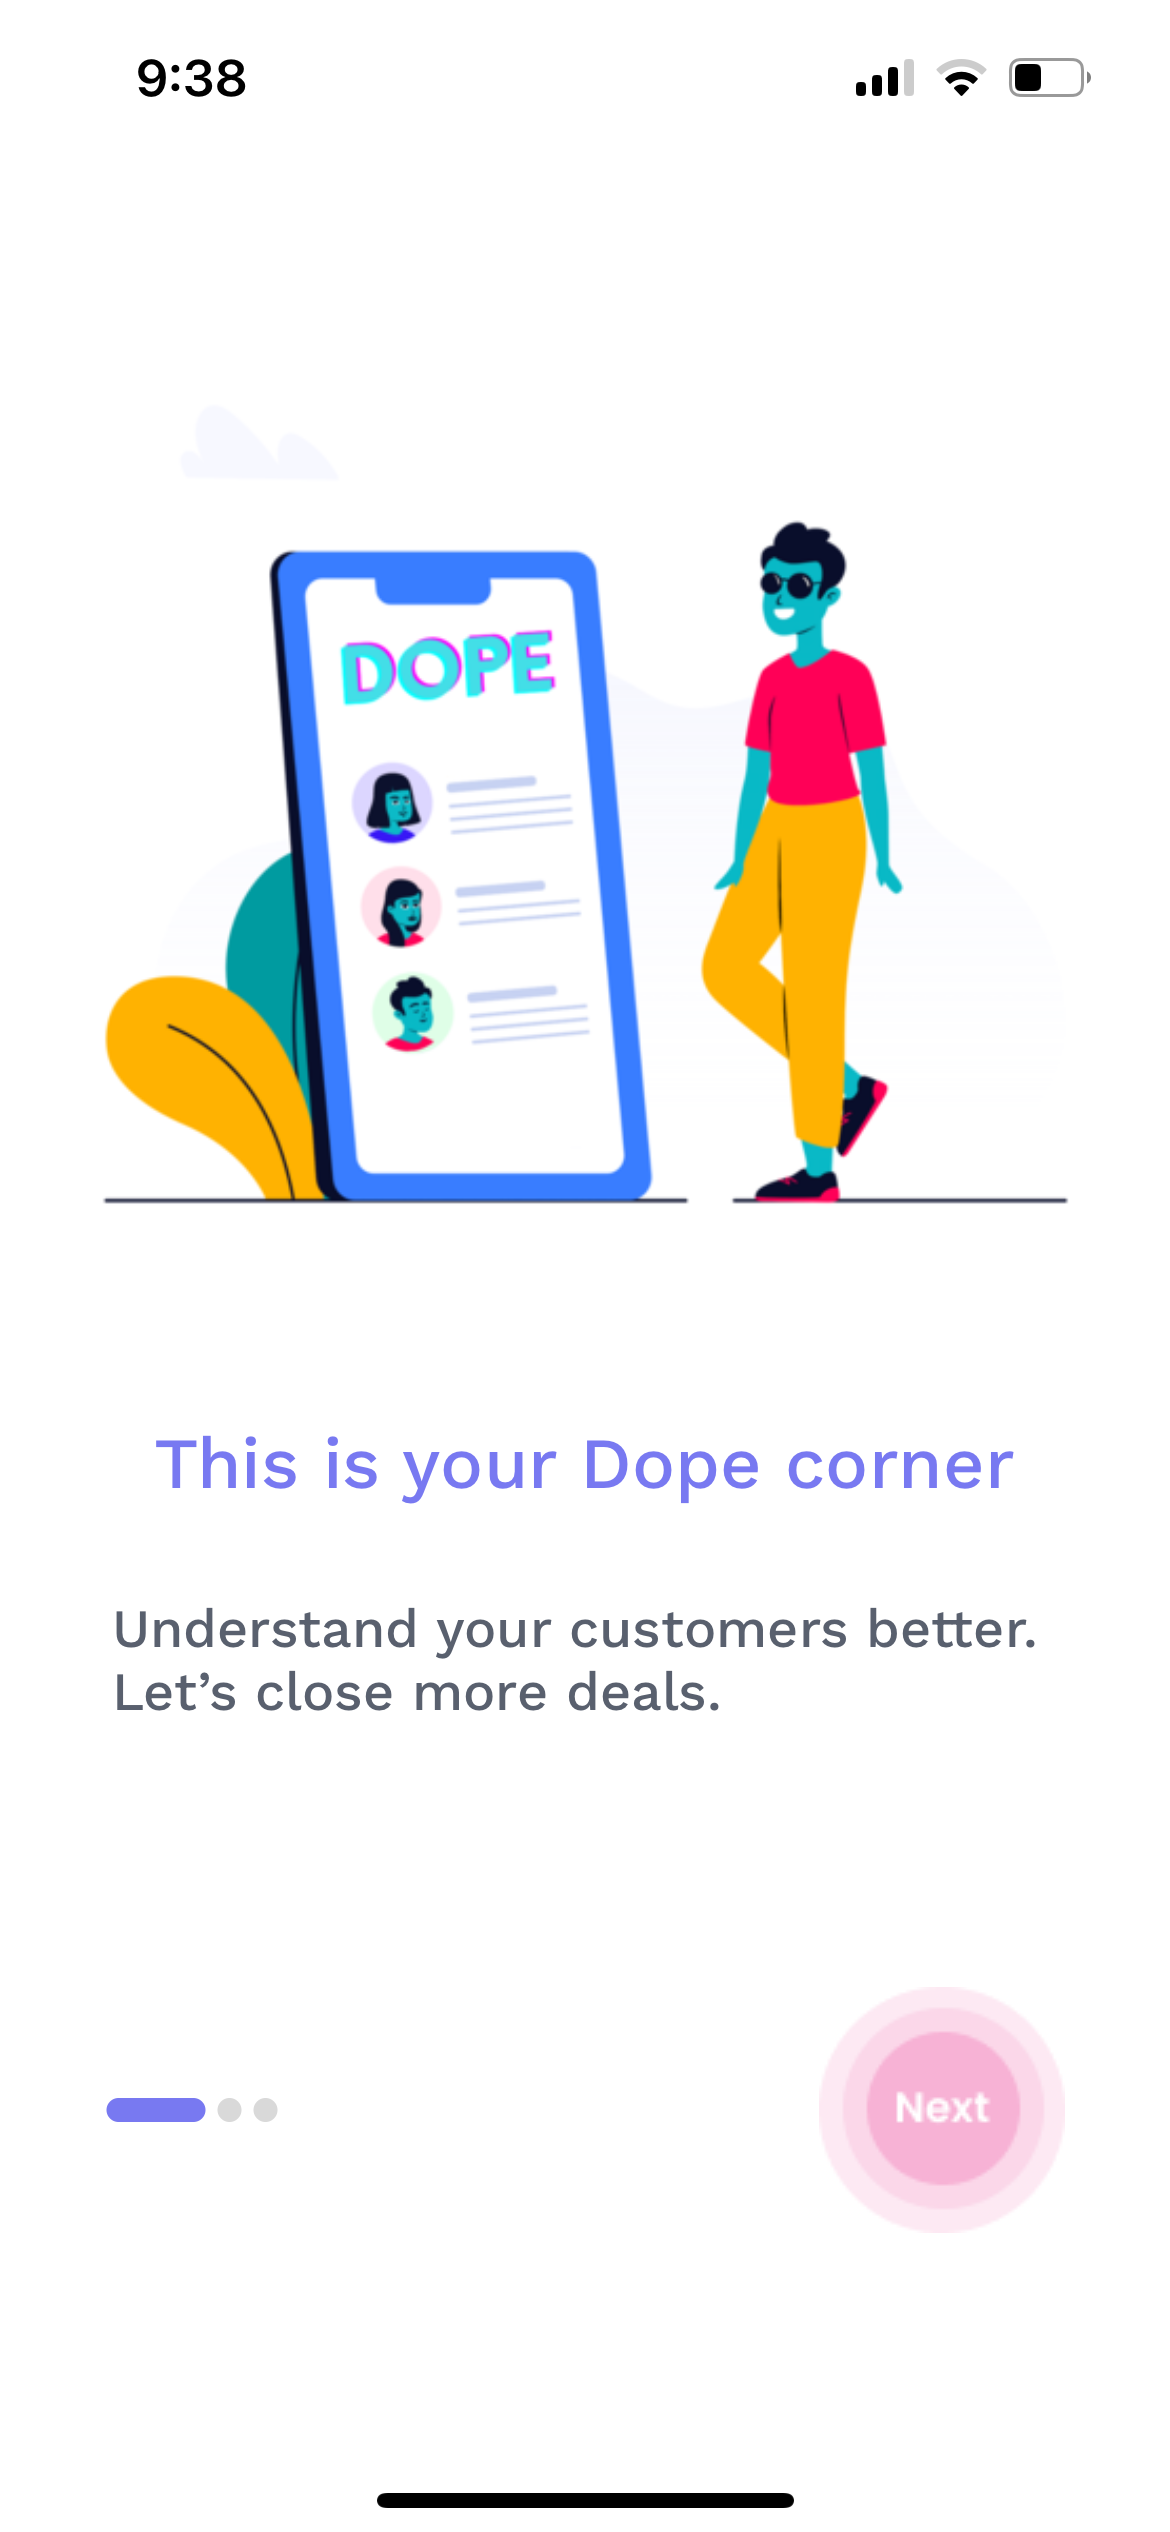 9:38
DOPE
This is your Dope corner
Understand your customers better.
Let’s close more deals.
Next